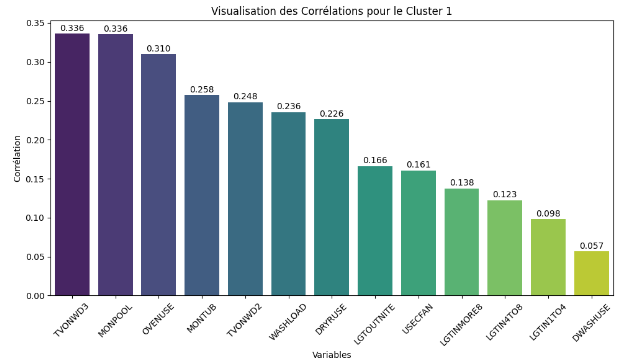 Visualisation des Corrélations pour le Cluster 1
0.35
0.30
0.25
0.20
0.15
0.10
0.05
0.00
Corrélation
0.336
0.336
0.310
0.258
0.248
0.236
0.226
0.166
0.161
0.138
0.123
0.098
0.057
TVONWD3
MONPOOL
OVENUSE
MONTUB
TVONWD2
WASHLOAD
DRYRUSE
LGTOUTNITE
USECFAN
LGTINMORE8
LGTIN4TO8
LGTIN1TO4
DWASHUSE
Variables